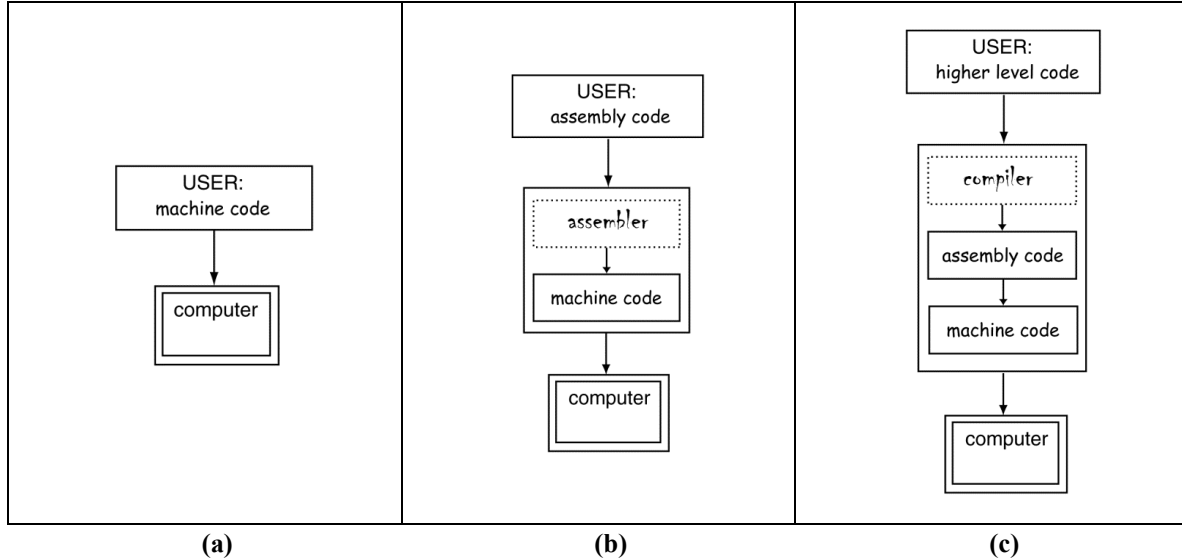 USER:
machine code
computer
(a)
USER:
assembly code
assembler
machine code
computer
(b)
USER:
higher level code
compiler
assembly code
machine code
computer
(c)